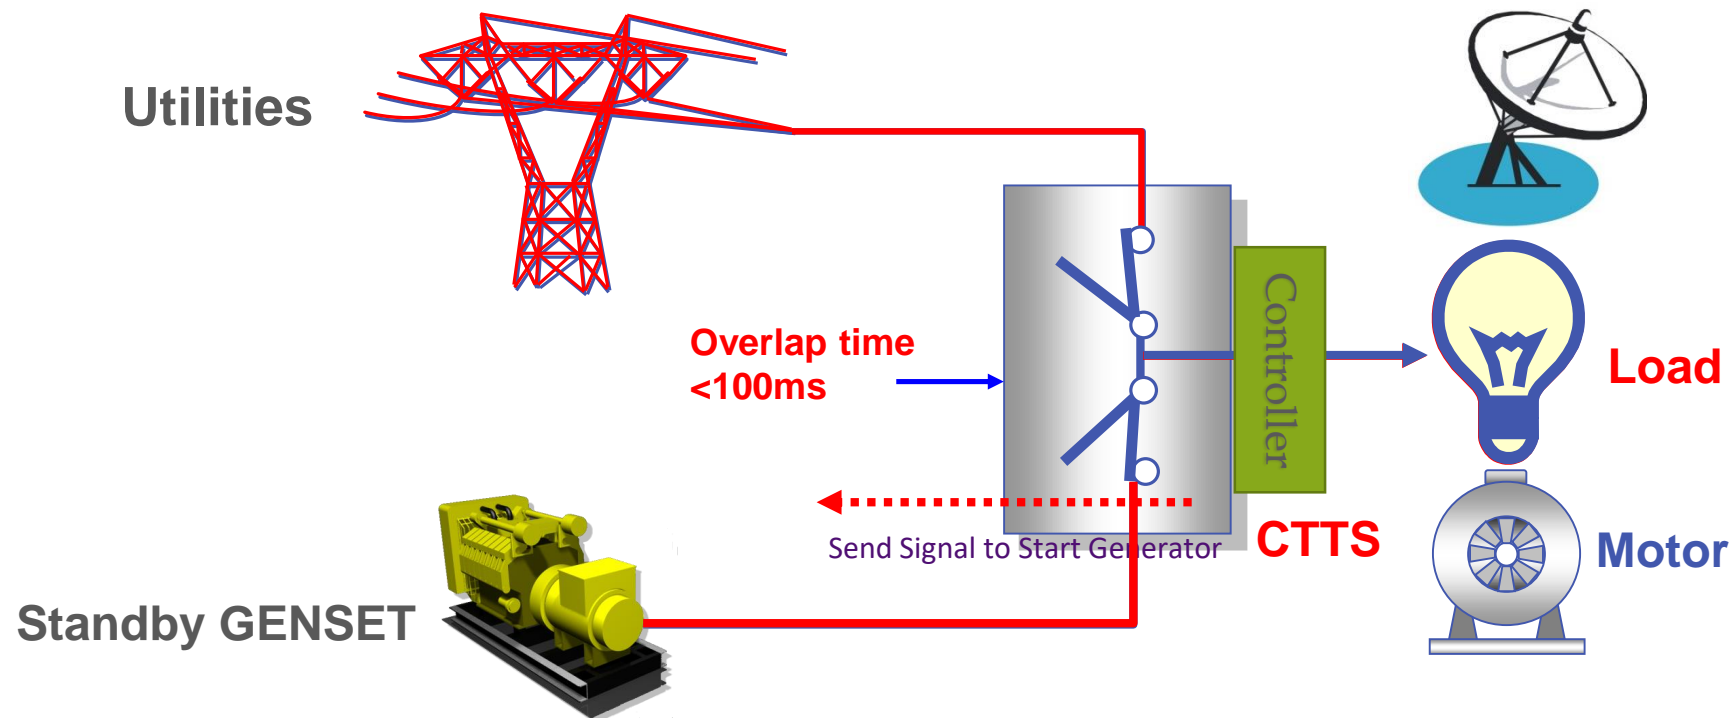 Utilities
Overlap time
<100ms
Controller
Load
Send Signal to Start Generator
CTTS
Motor
Standby GENSET